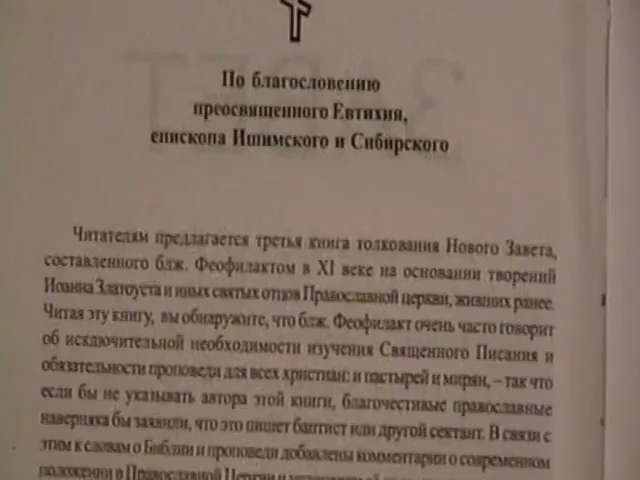 По благословению
преосвященного Евтихия,
епископа Ишимского и Сибирского
Читателям предлагается третья книга толкования Нового Завета,
составленного блж. Феофилактом в XI веке на основании творений
Иоанна Златоуста и иных святых отцов Православной церкви, живших ранее.
Читая эту книгу, вы обнаружите, что блж. Феофилакт очень часто говорит
об исключительной необходимости изучения Священного Писания и
обязательности проповеди для всех христиан: и пастырей и мирян, – так что
если бы не указывать автора этой книги, благочестивые православные
наверняка бы заявили, что это пишет баптист или другой сектант. В связи с
этим к словам о Библии и проповеди добавлены комментарии о современном
положении в Православной Церкви и